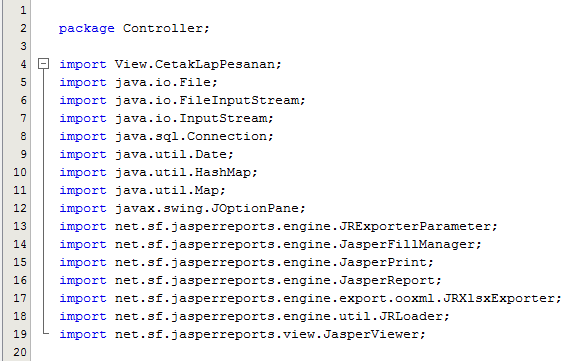 1
2 package Controller;
3
4 import View.CetakLapPesanan;
5 import java.io.File;
6 import java.io.FileInputStream;
7 import java.io.InputStream;
8 import java.sql.Connection;
9 import java.util.Date;
10 import java.util.HashMap;
11 import java.util.Map;
12 import javax.swing.JOptionPane;
13 import net.sf.jasperreports.engine.JRExporterParameter;
14 import net.sf.jasperreports.engine.JasperFillManager;
15 import net.sf.jasperreports.engine.JasperPrint;
16 import net.sf.jasperreports.engine.JasperReport;
17 import net.sf.jasperreports.engine.export.ooxml.JRXlsxExporter;
18 import net.sf.jasperreports.engine.util.JRLoader;
19 import net.sf.jasperreports.view.JasperViewer;
20